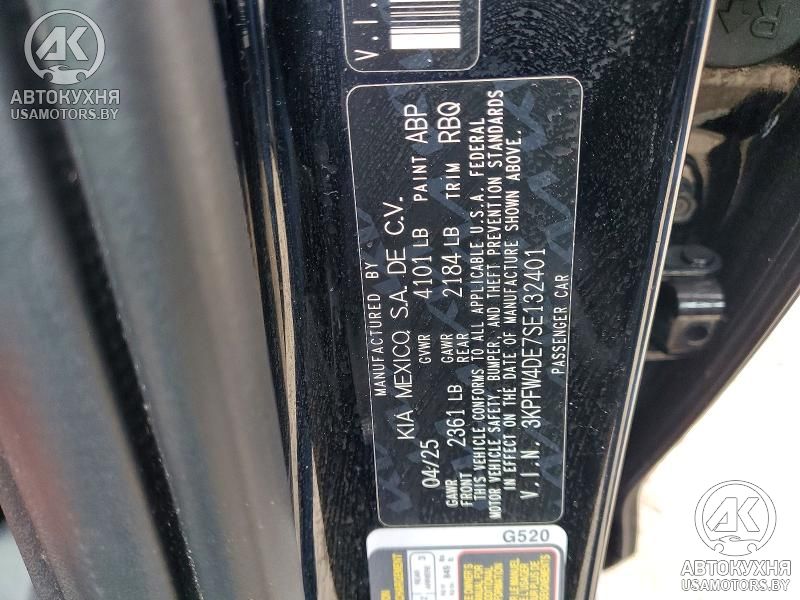 AK
АВТОКУХНЯ
USAMOTORS.BY
V.I.
MANUFACTURED BY
KIA MEXICO, S.A. DE C.V.
04/25 GVWR 4101 LB PAINT ABP
GAWR FRONT 2361 LB GAWR REAR 2184 LB TRIM RBQ
THIS VEHICLE CONFORMS TO ALL APPLICABLE U.S.A. FEDERAL
MOTOR VEHICLE SAFETY, BUMPER, AND THEFT PREVENTION STANDARDS
IN EFFECT ON THE DATE OF MANUFACTURE SHOWN ABOVE.
V.I.N. 3KPFW4DE7SE132401
PASSENGER CAR
G520
AK
АВТОКУХНЯ
USAMOTORS.BY